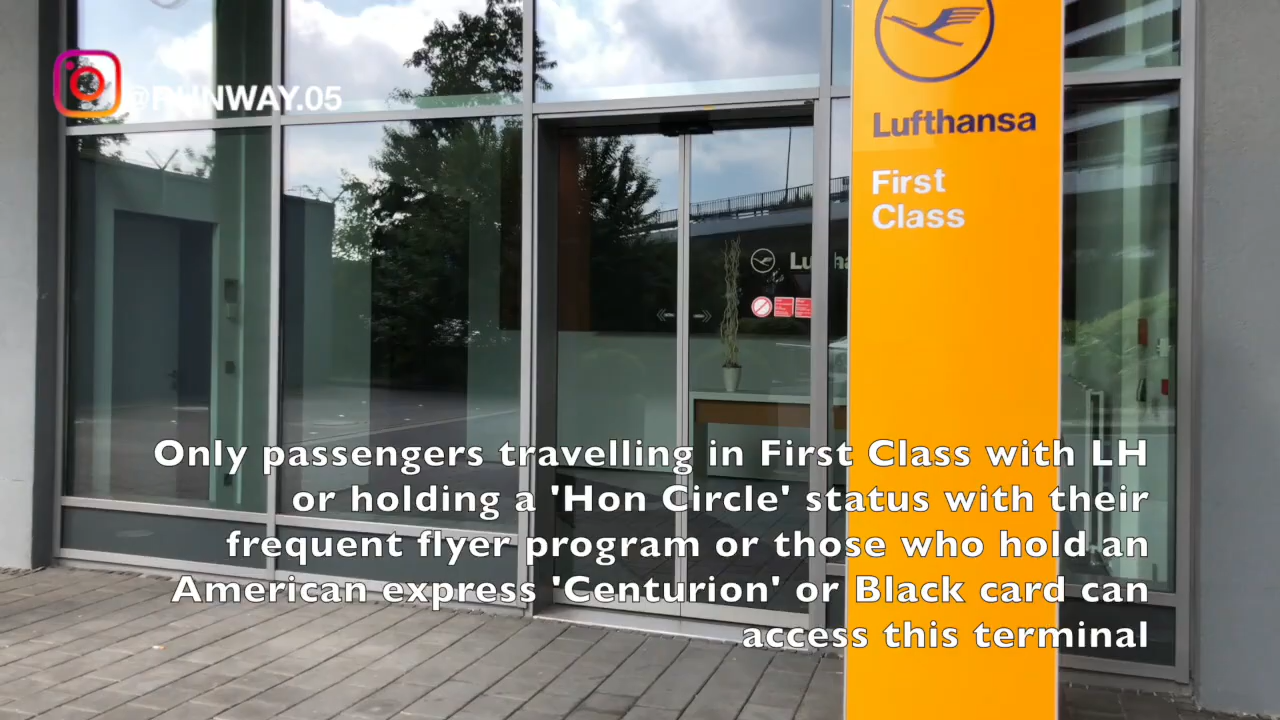 @RUNWAY.05
Lufthansa
First
Class
Only passengers travelling in First Class with LH
or holding a 'Hon Circle' status with their
frequent flyer program or those who hold an
American express 'Centurion' or Black card can
access this terminal